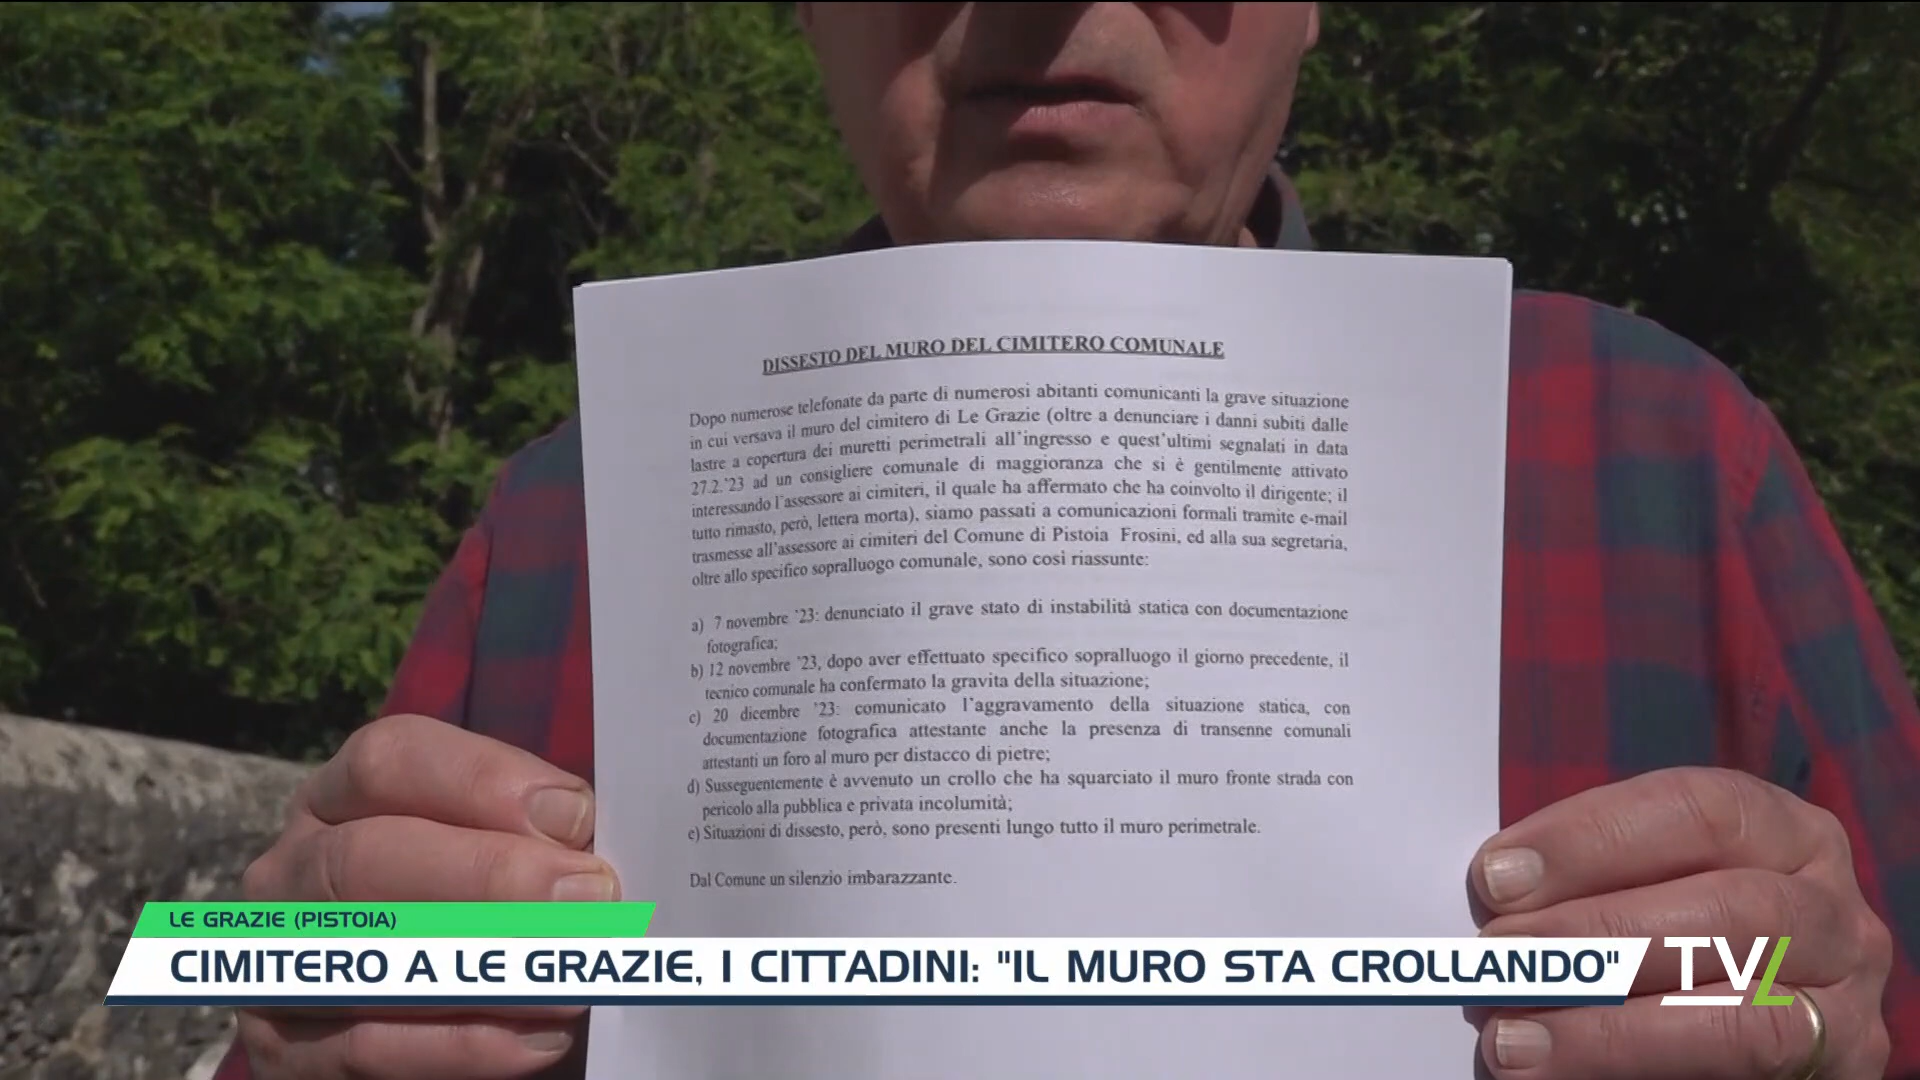 DISSESTO DEL MURO DEL CIMITERO COMUNALE
Dopo numerose telefonate da parte di numerosi abitanti comunicanti la grave situazione
in cui versava il muro del cimitero di Le Grazie (oltre a denunciare i danni subiti dalle
lastre a copertura dei muretti perimetrali all'ingresso e quest'ultimi segnalati in data
27.2.'23 ad un consigliere comunale di maggioranza che si è gentilmente attivato
interessando l'assessore ai cimiteri, il quale ha affermato che ha coinvolto il dirigente; il
tutto rimasto, però, lettera morta), siamo passati a comunicazioni formali tramite e-mail
trasmesse all'assessore ai cimiteri del Comune di Pistoia Frosini, ed alla sua segretaria,
oltre allo specifico sopralluogo comunale, sono così riassunte:
a) 7 novembre '23: denunciato il grave stato di instabilità statica con documentazione
fotografica;
b) 12 novembre '23, dopo aver effettuato specifico sopralluogo il giorno precedente, il
tecnico comunale ha confermato la gravita della situazione;
c) 20 dicembre '23: comunicato l'aggravamento della situazione statica, con
documentazione fotografica attestante anche la presenza di transenne comunali
attestanti un foro al muro per distacco di pietre;
d) Susseguentemente è avvenuto un crollo che ha squarciato il muro fronte strada con
pericolo alla pubblica e privata incolumità;
e) Situazioni di dissesto, però, sono presenti lungo tutto il muro perimetrale.
Dal Comune un silenzio imbarazzante.
LE GRAZIE (PISTOIA)
CIMITERO A LE GRAZIE, I CITTADINI: "IL MURO STA CROLLANDO"
TVL